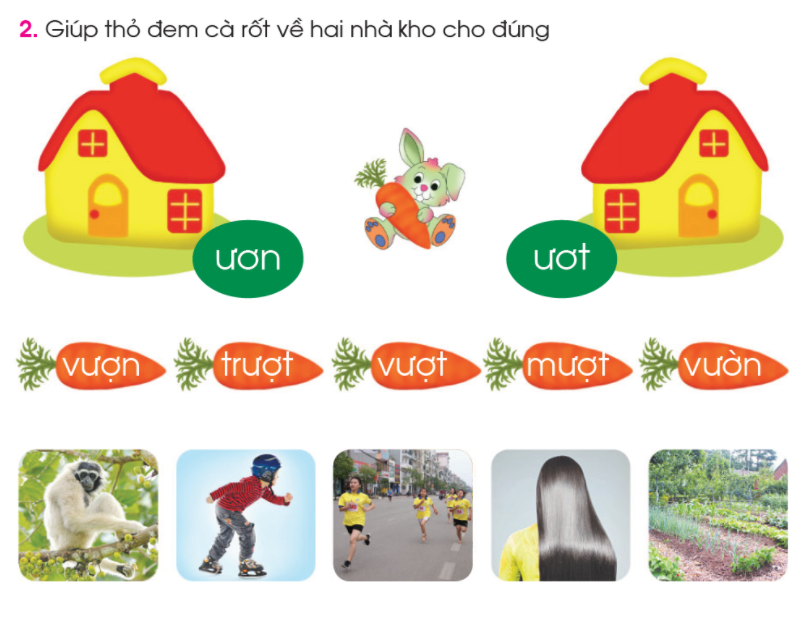 2. Giúp thỏ đem cà rốt về hai nhà kho cho đúng
ươn ươt
vượn trượt vượt mượt vườn